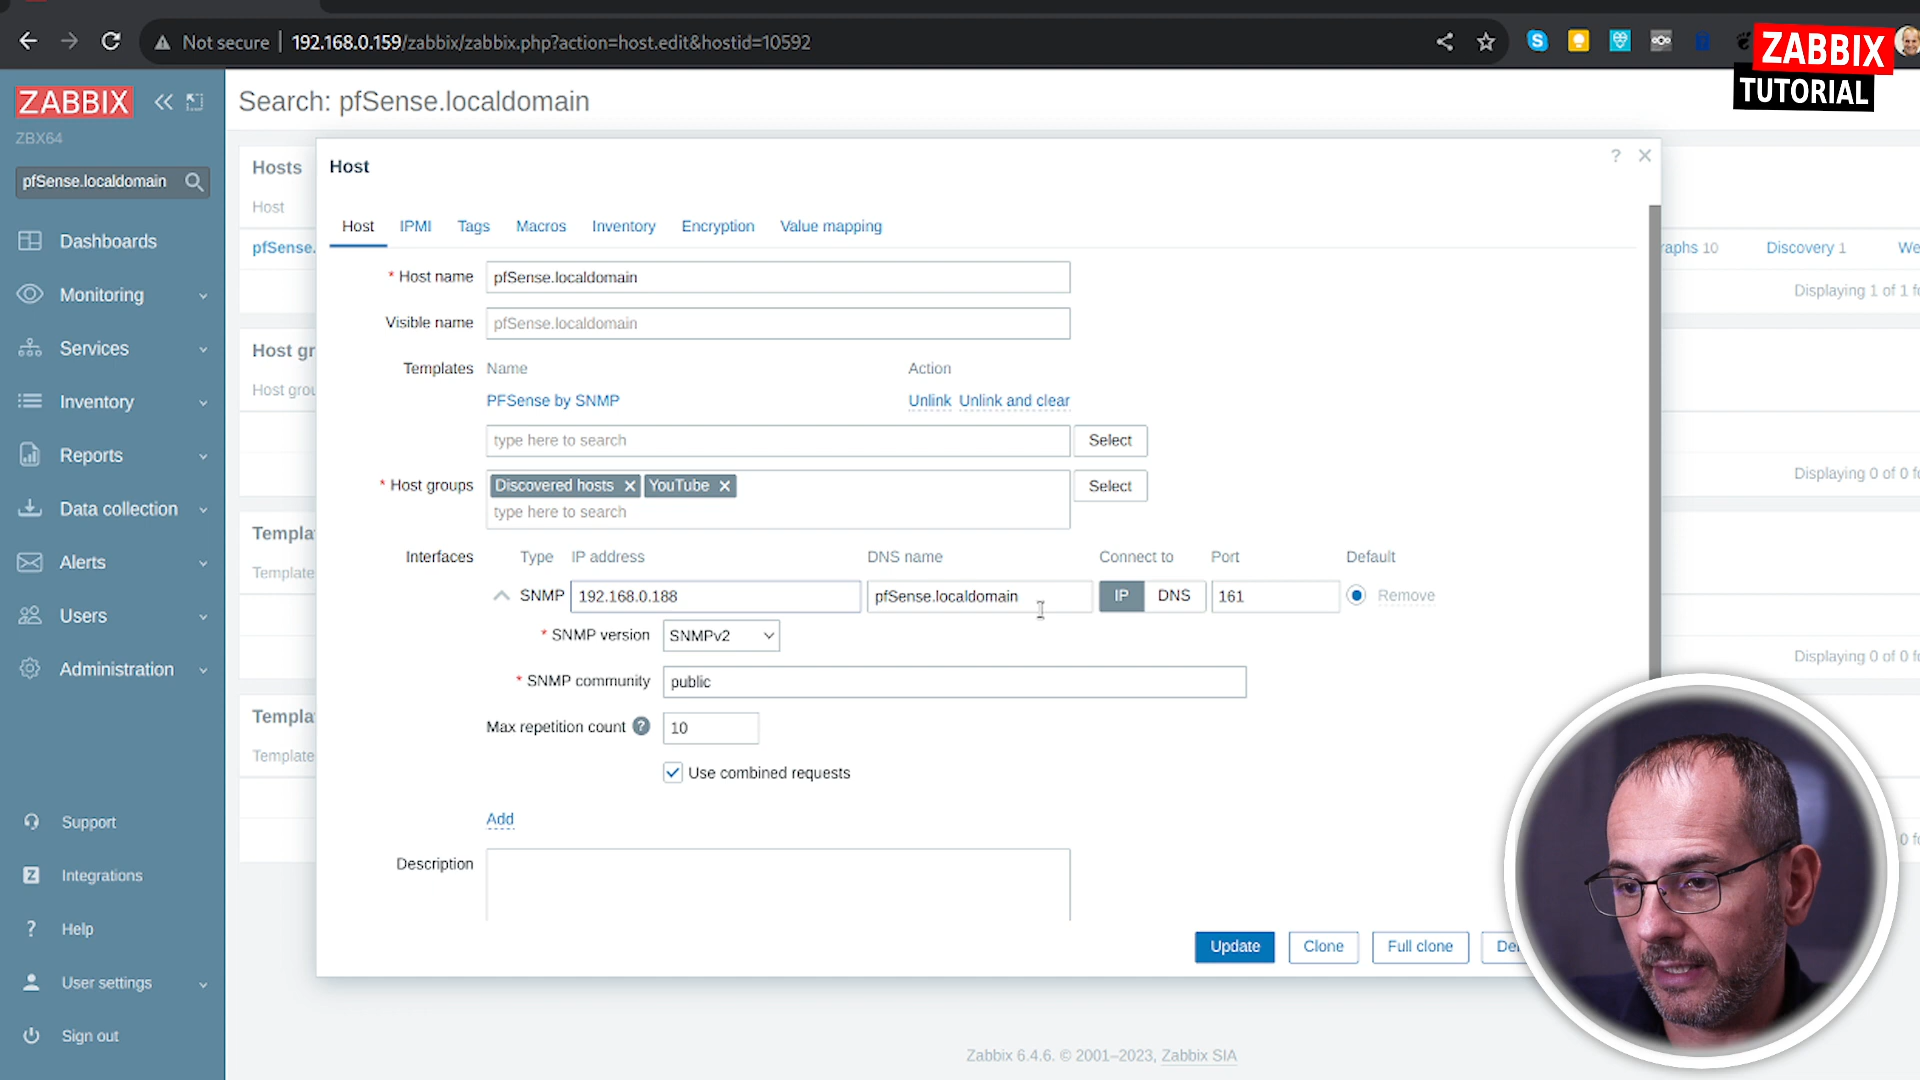 Not secure | 192.168.0.159/zabbix/zabbix.php?action=host.edit&hostid=10592
ZABBIX
TUTORIAL
ZABBIX
ZBX64
pfSense.localdomain
Dashboards
Monitoring
Services
Inventory
Reports
Data collection
Alerts
Users
Administration
Support
Integrations
Help
User settings
Sign out
Search: pfSense.localdomain
Hosts
Host
pfSense.
Host gr
Host grou
Templa
Template
Templa
Template
Graphs 10 Discovery 1 We
Displaying 1 of 1 fo
Displaying 0 of 0 fo
Displaying 0 of 0 fo
0 fo
Host
?
Host IPMI Tags Macros Inventory Encryption Value mapping
* Host name pfSense.localdomain
Visible name pfSense.localdomain
Templates Name Action
PFSense by SNMP Unlink Unlink and clear
type here to search Select
* Host groups Discovered hosts YouTube Select
type here to search
Interfaces Type IP address DNS name Connect to Port Default
SNMP 192.168.0.188 pfSense.localdomain IP DNS 161 Remove
* SNMP version SNMPv2
* SNMP community public
Max repetition count ? 10
Use combined requests
Add
Description
Update Clone Full clone De
Zabbix 6.4.6. © 2001–2023, Zabbix SIA